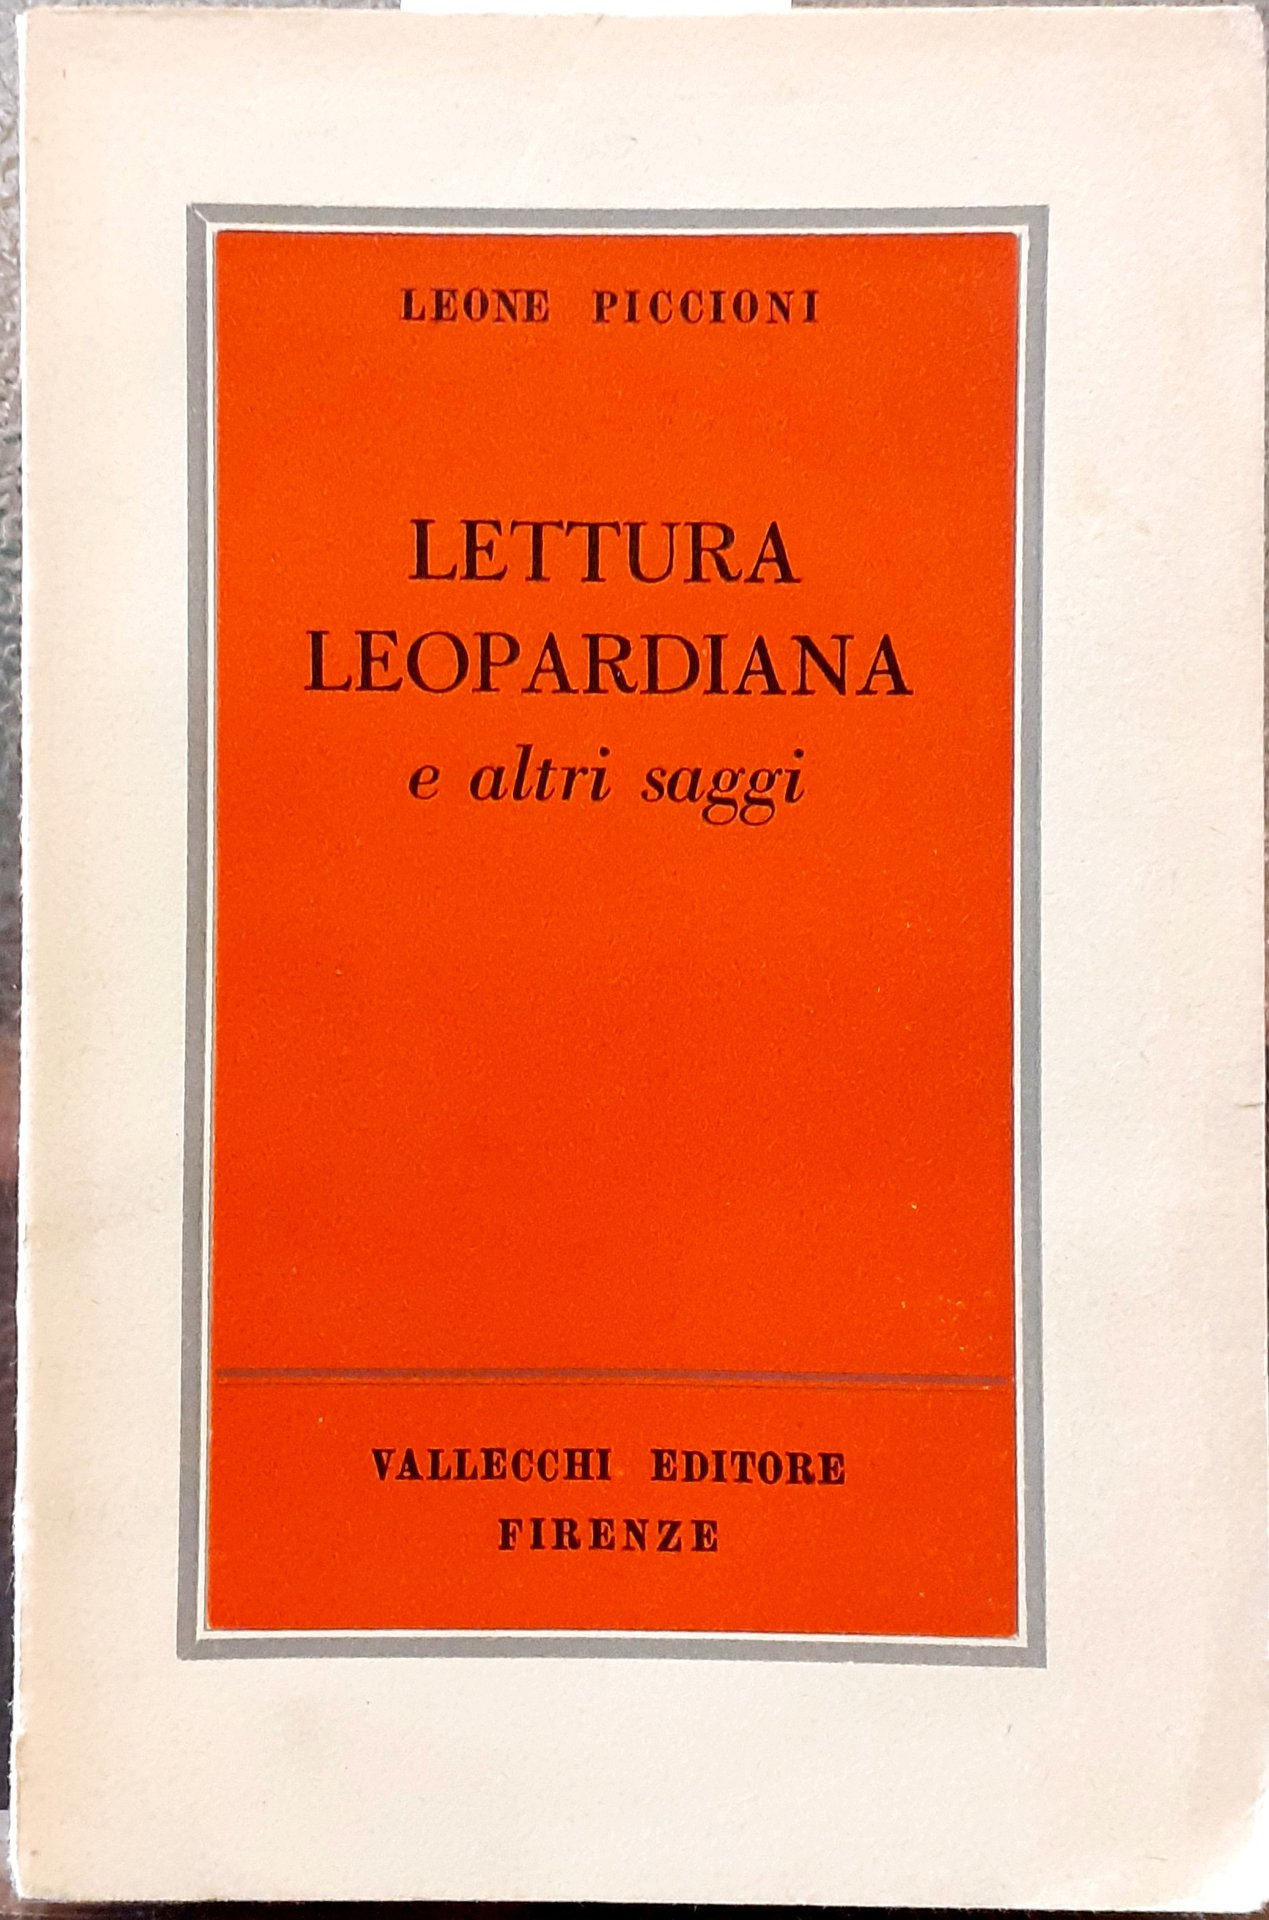 LEONE PICCIONI
LETTURA
LEOPARDIANA
e altri saggi
VALLECCHI EDITORE
FIRENZE